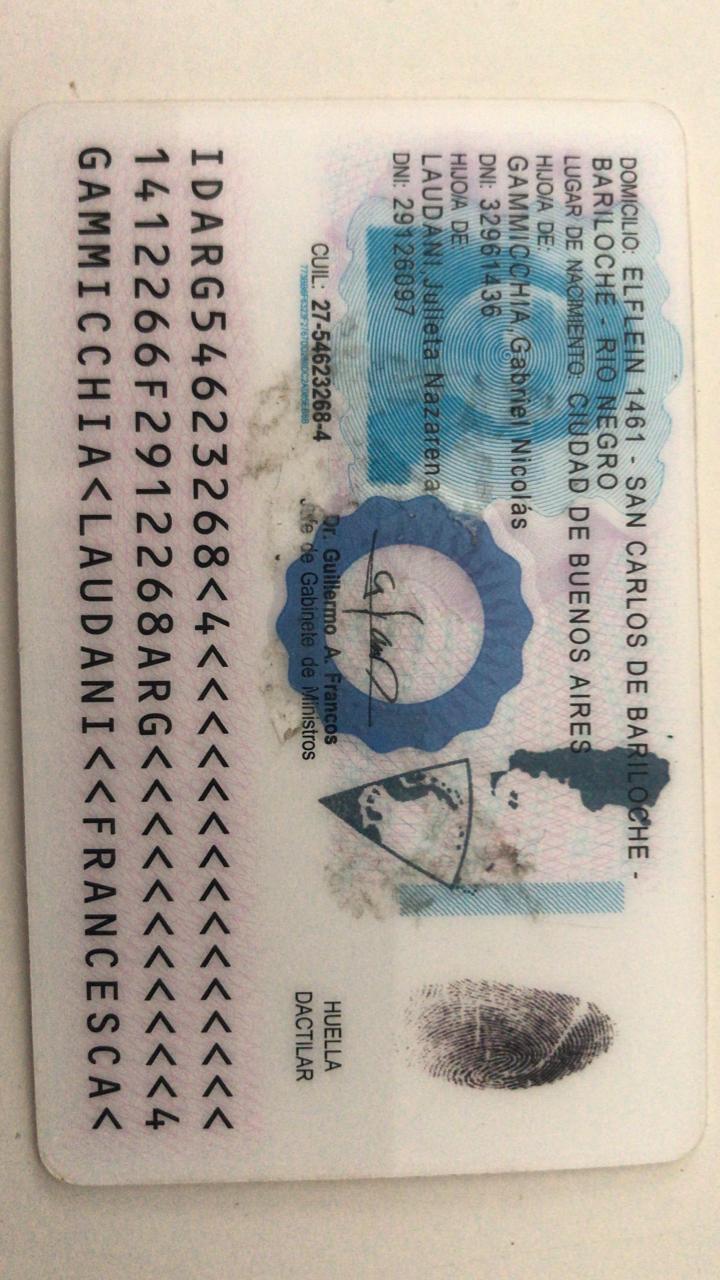 DOMICILIO: ELFLEIN 1461 - SAN CARLOS DE BARILOCHE -
BARILOCHE - RIO NEGRO
LUGAR DE NACIMIENTO: CIUDAD DE BUENOS AIRES
HIJO/A DE:
GAMMICCHIA, Gabriel Nicolás
DNI: 32961436
HIJO/A DE:
LAUDANI, Julieta Nazarena
DNI: 29126097
CUIL: 27-54623268-4
Dr. Guillermo A. Francos
Jefe de Gabinete de Ministros
HUELLA
DACTILAR
IDARG54623268<4<<<<<<<<<<<<<<<
1412266F2912268ARG<<<<<<<<<<<4
GAMMICCHIA<LAUDANI<<FRANCESCA<